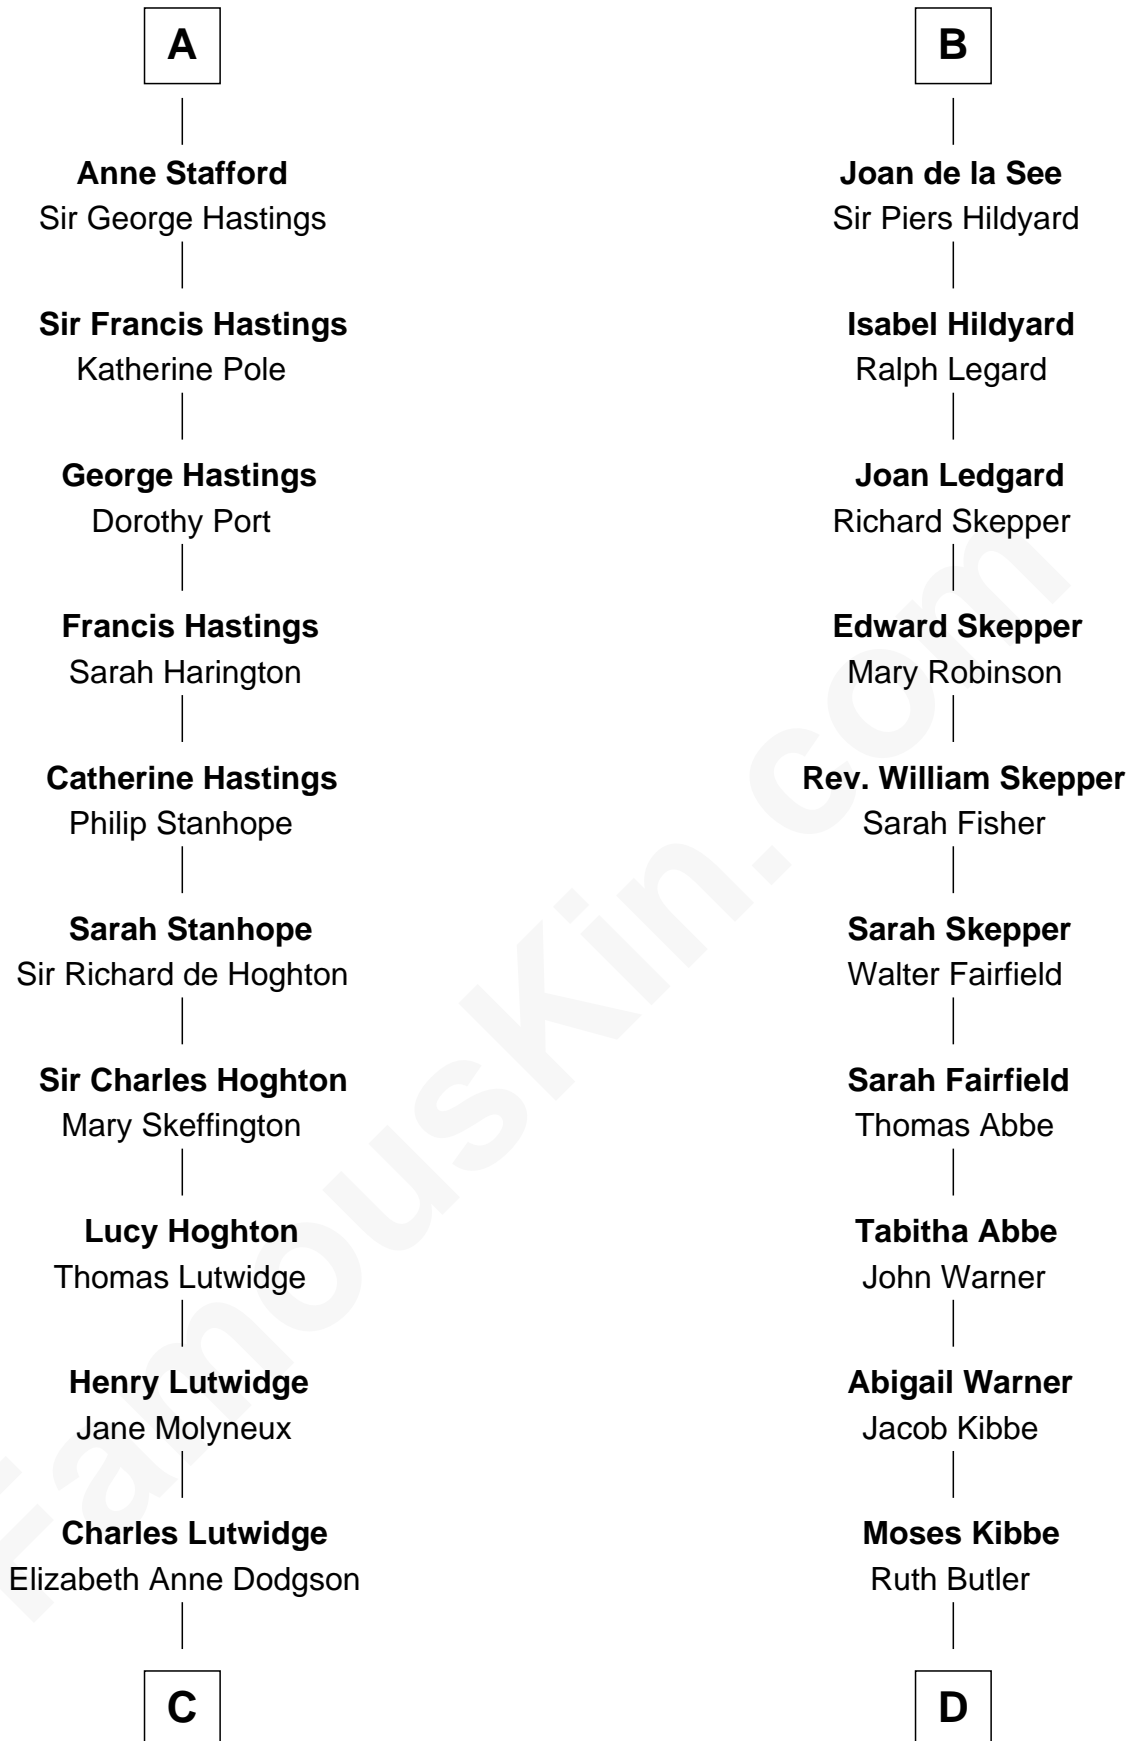 A
Anne Stafford
Sir George Hastings
Sir Francis Hastings
Katherine Pole
George Hastings
Dorothy Port
Francis Hastings
Sarah Harington
Catherine Hastings
Philip Stanhope
Sarah Stanhope
Sir Richard de Hoghton
Sir Charles Hoghton
Mary Skeffington
Lucy Hoghton
Thomas Lutwidge
Henry Lutwidge
Jane Molyneux
Charles Lutwidge
Elizabeth Anne Dodgson
C
B
Joan de la See
Sir Piers Hildyard
Isabel Hildyard
Ralph Legard
Joan Ledgard
Richard Skepper
Edward Skepper
Mary Robinson
Rev. William Skepper
Sarah Fisher
Sarah Skepper
Walter Fairfield
Sarah Fairfield
Thomas Abbe
Tabitha Abbe
John Warner
Abigail Warner
Jacob Kibbe
Moses Kibbe
Ruth Butler
D
FamousKin.com